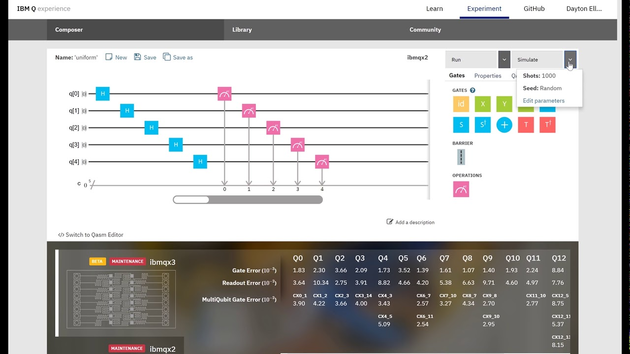 IBM Q experience
Learn Experiment GitHub Dayton Ell...
Composer Library Community
Name: 'uniform' New Save Save as ibmqx2 Run Simulate
Gates Properties
Shots: 1000
Seed: Random
Edit parameters
GATES
id X Y
S S† + T T†
BARRIER
OPERATIONS
q[0] H
q[1] H
q[2] H
q[3] H
q[4] H
c 0 0 1 2 3 4
Add a description
</> Switch to Qasm Editor
Q0 Q1 Q2 Q3 Q4 Q5 Q6 Q7 Q8 Q9 Q10 Q11 Q12
BETA MAINTENANCE ibmqx3
Gate Error (10⁻³) 1.83 2.30 3.66 2.09 1.73 3.52 1.39 1.61 1.07 1.40 1.93 2.24 8.84
Readout Error (10⁻²) 3.64 10.34 2.75 3.91 8.82 4.66 4.20 5.38 6.63 9.71 4.60 4.97 7.76
MultiQubit Gate Error (10⁻²) CX0_1 CX1_2 CX2_3 CX3_14 CX4_3 CX6_7 CX7_10 CX8_7 CX9_8 CX11_10 CX12_5
3.90 4.22 3.66 4.00 3.43 2.57 3.27 4.34 2.70 2.77 8.75
CX4_5 CX6_11 CX9_10 CX12_11
5.09 2.54 2.95 5.37
8.15
MAINTENANCE ibmqx2